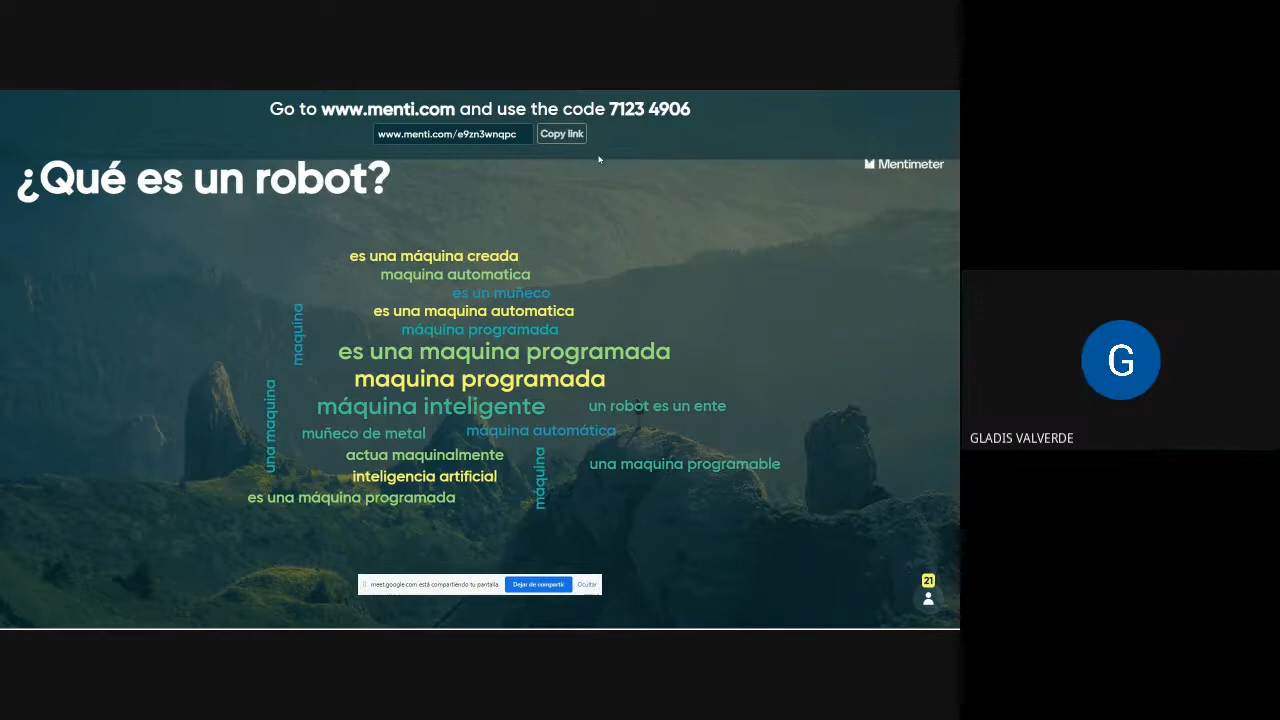 Go to www.menti.com and use the code 7123 4906
www.menti.com/e9zn3wnqpc Copy link
Mentimeter
¿Qué es un robot?
es una máquina creada
maquina automatica
es un muñeco
es una maquina automatica
máquina programada
maquina
es una maquina programada
maquina programada
máquina inteligente
un robot es un ente
una maquina
muñeco de metal
máquina automática
actua maquinalmente
una maquina programable
inteligencia artificial
máquina
es una máquina programada
meet.google.com está compartiendo tu pantalla. Dejar de compartir Ocultar
21
G
GLADIS VALVERDE